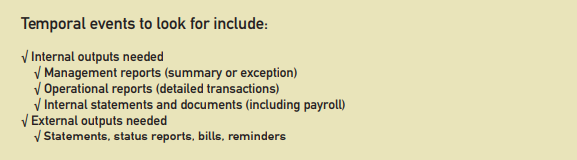 Temporal events to look for include:
√ Internal outputs needed
√ Management reports (summary or exception)
√ Operational reports (detailed transactions)
√ Internal statements and documents (including payroll)
√ External outputs needed
√ Statements, status reports, bills, reminders